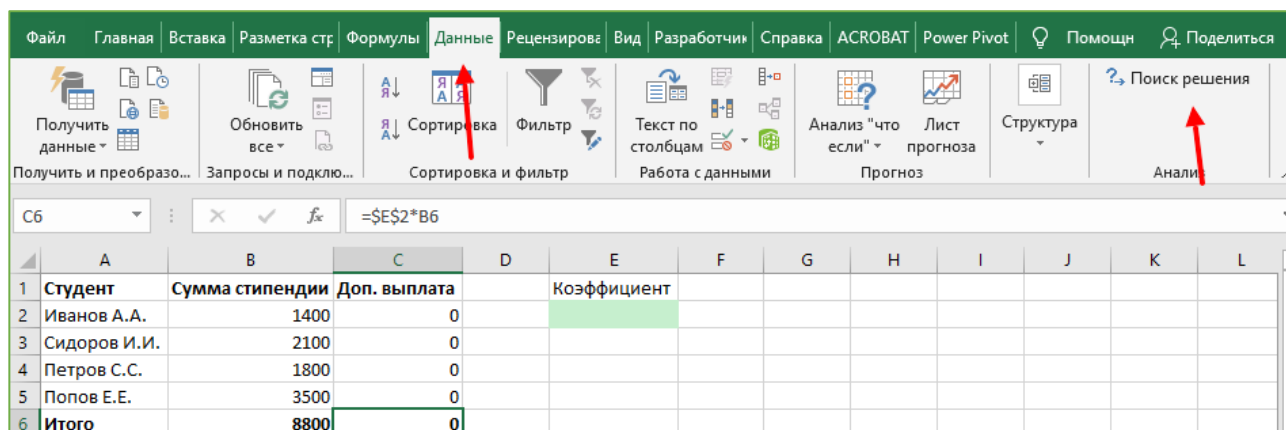 Файл Главная Вставка Разметка стр Формулы Данные Рецензирова Вид Разработчик Справка ACROBAT Power Pivot Помощн Поделиться
Получить данные
Обновить все
Сортировка
Фильтр
Текст по столбцам
Анализ "что если"
Лист прогноза
Структура
Поиск решения
Получить и преобразо... Запросы и подклю... Сортировка и фильтр Работа с данными Прогноз Анализ
C6 fx =$E$2*B6
A B C D E F G H I J K L
1 Студент Сумма стипендии Доп. выплата Коэффициент
2 Иванов А.А. 1400 0
3 Сидоров И.И. 2100 0
4 Петров С.С. 1800 0
5 Попов Е.Е. 3500 0
6 Итого 8800 0